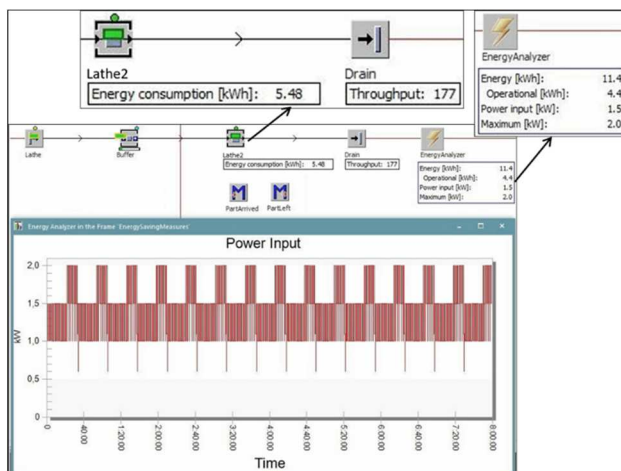 Lathe2
Energy consumption [kWh]: 5.48
Drain
Throughput: 177
EnergyAnalyzer
Energy [kWh]: 11.4
Operational [kWh]: 4.4
Power input [kW]: 1.5
Maximum [kW]: 2.0
Lathe
Buffer
Lathe2
Energy consumption [kWh]: 5.48
Drain
Throughput: 177
EnergyAnalyzer
Energy [kWh]: 11.4
Operational [kWh]: 4.4
Power input [kW]: 1.5
Maximum [kW]: 2.0
M
M
PartArrived
PartLeft
Energy Analyzer in the Frame 'EnergySavingMeasures'
Power Input
2,0
1,5
1,0
0,5
0
kW
0
40:00
1:20:00
2:00:00
2:40:00
3:20:00
4:00:00
4:40:00
5:20:00
6:00:00
6:40:00
7:20:00
8:00:00
Time